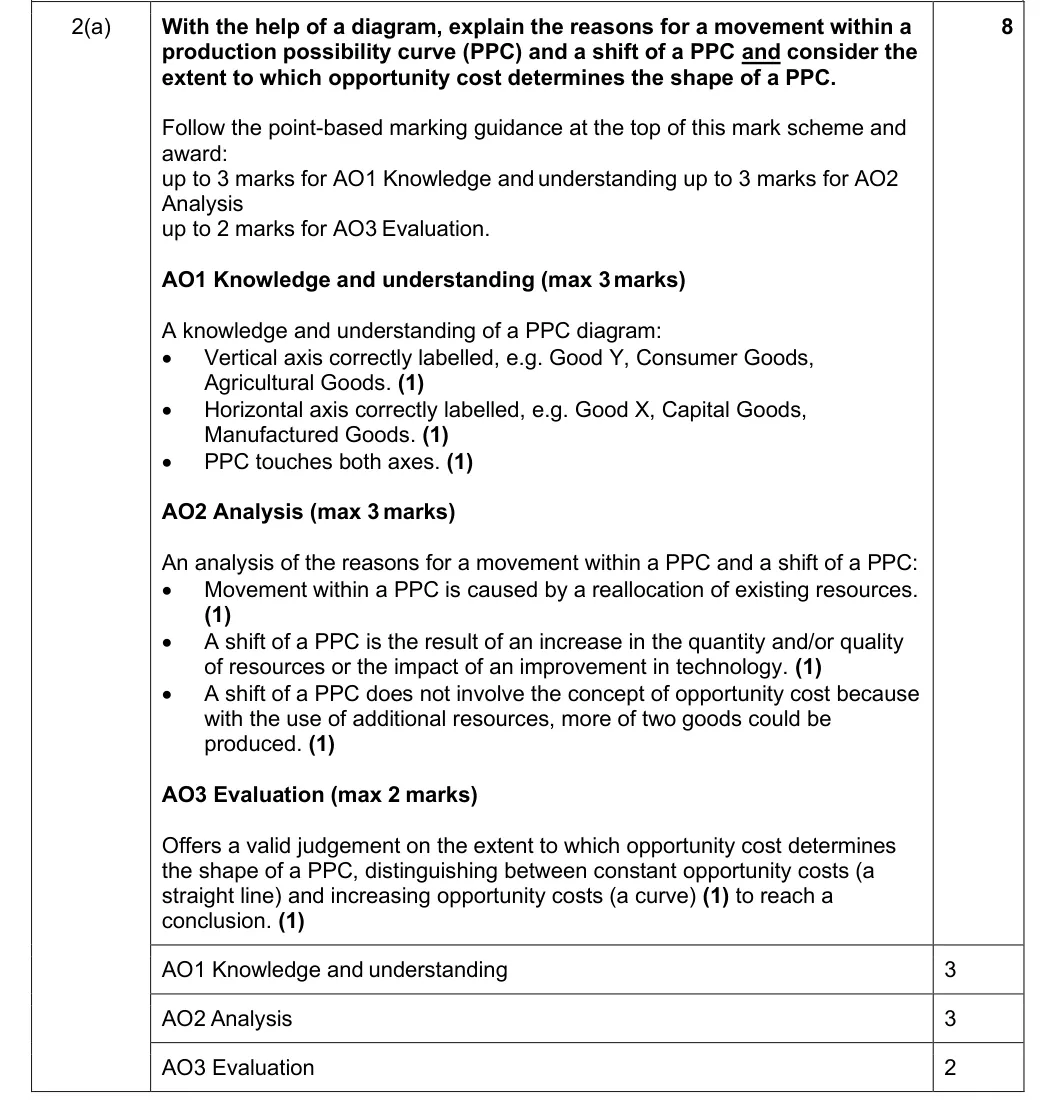 2(a) With the help of a diagram, explain the reasons for a movement within a 8
production possibility curve (PPC) and a shift of a PPC and consider the
extent to which opportunity cost determines the shape of a PPC.
Follow the point-based marking guidance at the top of this mark scheme and
award:
up to 3 marks for AO1 Knowledge and understanding up to 3 marks for AO2
Analysis
up to 2 marks for AO3 Evaluation.
AO1 Knowledge and understanding (max 3 marks)
A knowledge and understanding of a PPC diagram:
• Vertical axis correctly labelled, e.g. Good Y, Consumer Goods,
Agricultural Goods. (1)
• Horizontal axis correctly labelled, e.g. Good X, Capital Goods,
Manufactured Goods. (1)
• PPC touches both axes. (1)
AO2 Analysis (max 3 marks)
An analysis of the reasons for a movement within a PPC and a shift of a PPC:
• Movement within a PPC is caused by a reallocation of existing resources.
(1)
• A shift of a PPC is the result of an increase in the quantity and/or quality
of resources or the impact of an improvement in technology. (1)
• A shift of a PPC does not involve the concept of opportunity cost because
with the use of additional resources, more of two goods could be
produced. (1)
AO3 Evaluation (max 2 marks)
Offers a valid judgement on the extent to which opportunity cost determines
the shape of a PPC, distinguishing between constant opportunity costs (a
straight line) and increasing opportunity costs (a curve) (1) to reach a
conclusion. (1)
AO1 Knowledge and understanding 3
AO2 Analysis 3
AO3 Evaluation 2